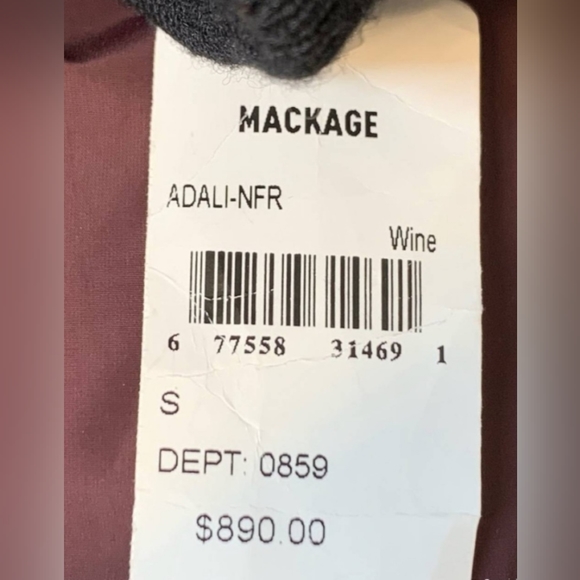 MACKAGE
ADALI-NFR
Wine
6 77558 31469 1
S
DEPT: 0859
$890.00